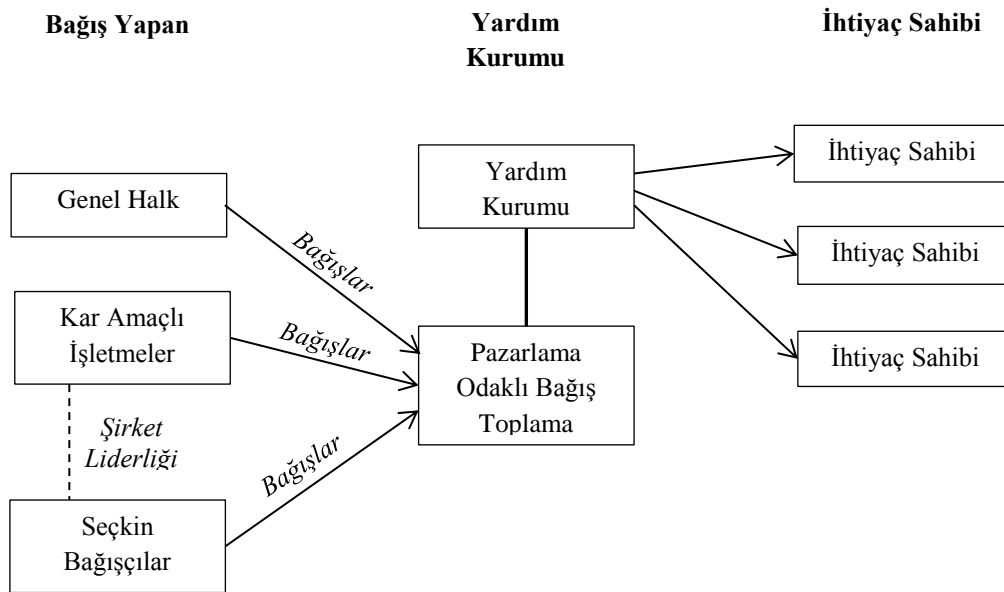 Bağış Yapan
Yardım
Kurumu
İhtiyaç Sahibi
Genel Halk
Kar Amaçlı
İşletmeler
Şirket
Liderliği
Seçkin
Bağışçılar
Bağışlar
Bağışlar
Bağışlar
Yardım
Kurumu
Pazarlama
Odaklı Bağış
Toplama
İhtiyaç Sahibi
İhtiyaç Sahibi
İhtiyaç Sahibi